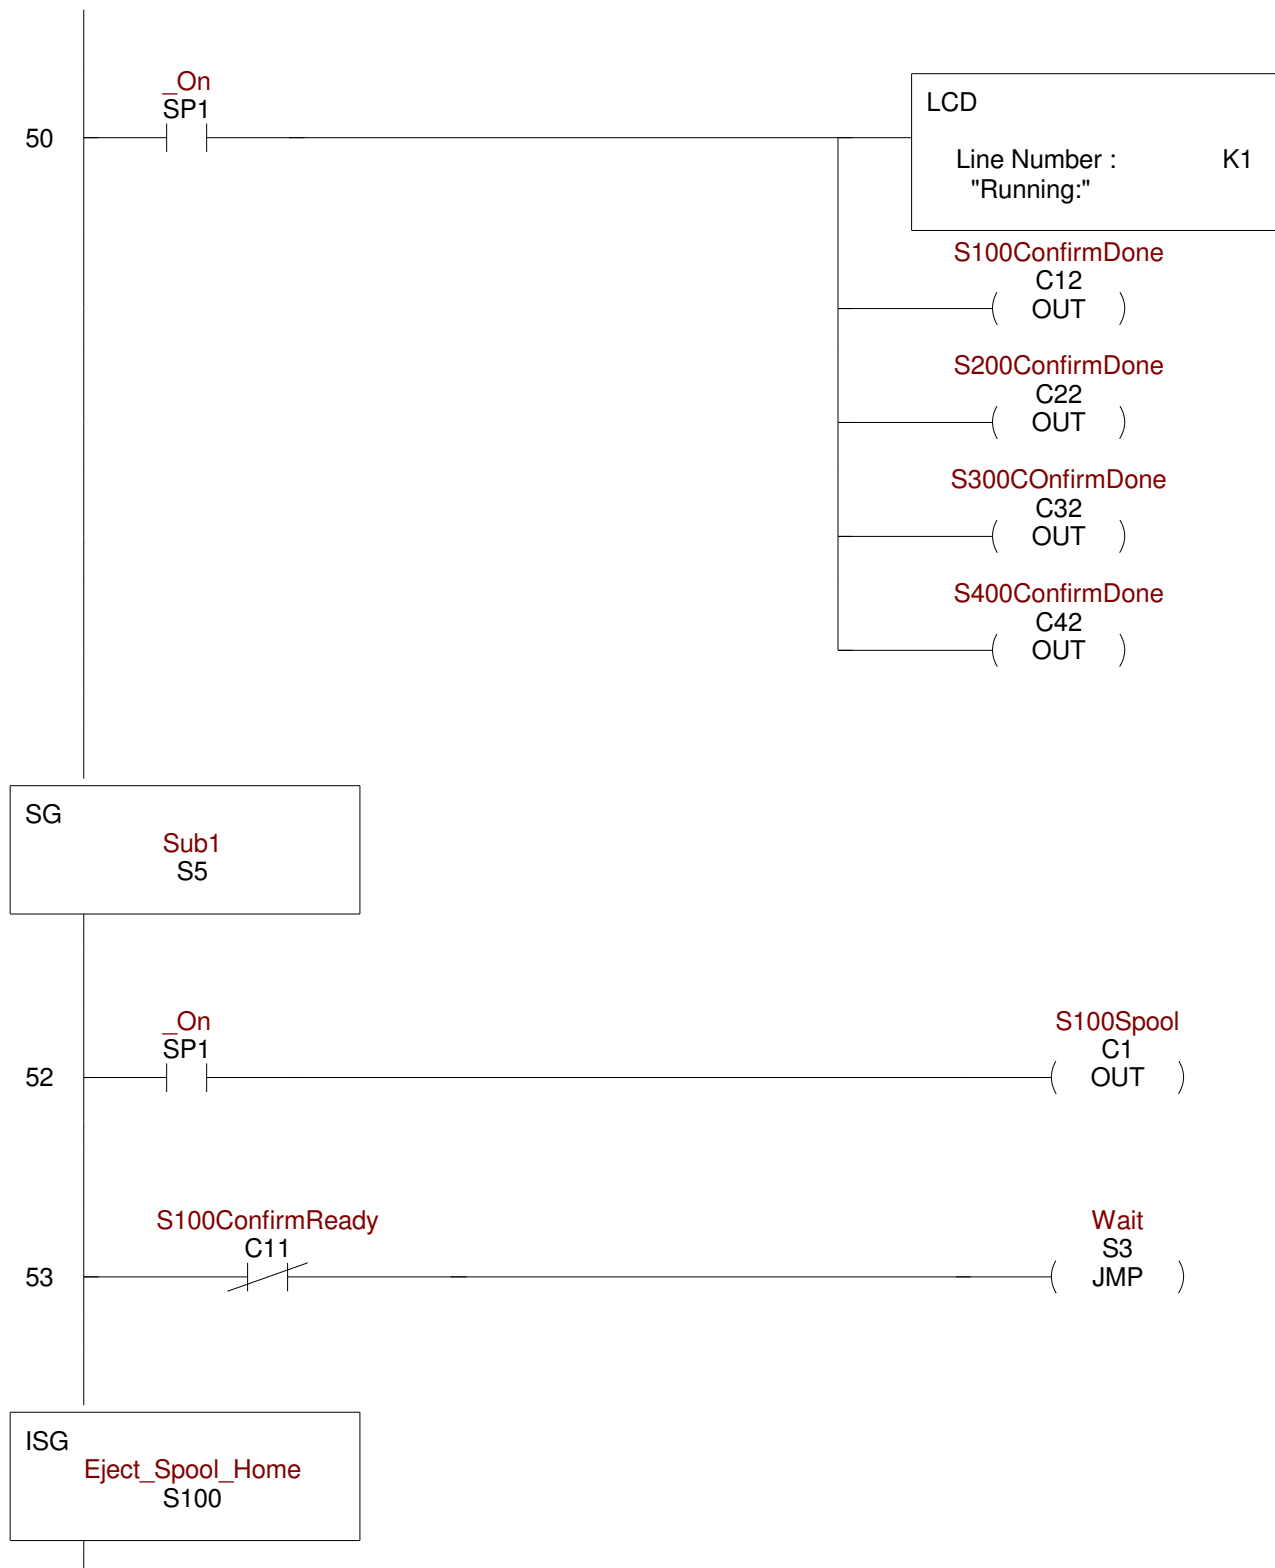 _On
SP1
50
LCD
Line Number : K1
"Running:"
S100ConfirmDone
C12
OUT
S200ConfirmDone
C22
OUT
S300COnfirmDone
C32
OUT
S400ConfirmDone
C42
OUT
SG
Sub1
S5
_On
SP1
52
S100Spool
C1
OUT
S100ConfirmReady
C11
53
Wait
S3
JMP
ISG
Eject_Spool_Home
S100